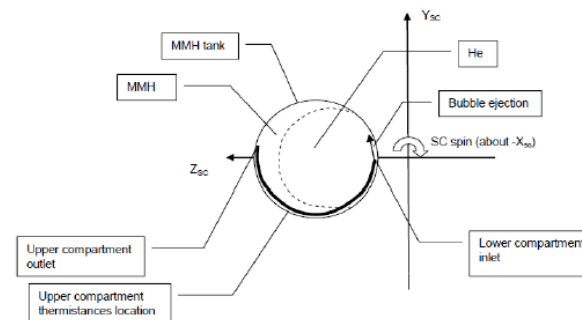 Y_SC
MMH tank
He
MMH
Bubble ejection
SC spin (about -X_SC)
Z_SC
Upper compartment
outlet
Lower compartment
inlet
Upper compartment
thermistances location